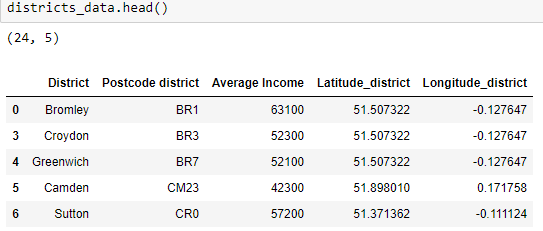 districts_data.head()
(24, 5)
District Postcode district Average Income Latitude_district Longitude_district
0 Bromley BR1 63100 51.507322 -0.127647
3 Croydon BR3 52300 51.507322 -0.127647
4 Greenwich BR7 52100 51.507322 -0.127647
5 Camden CM23 42300 51.898010 0.171758
6 Sutton CR0 57200 51.371362 -0.111124